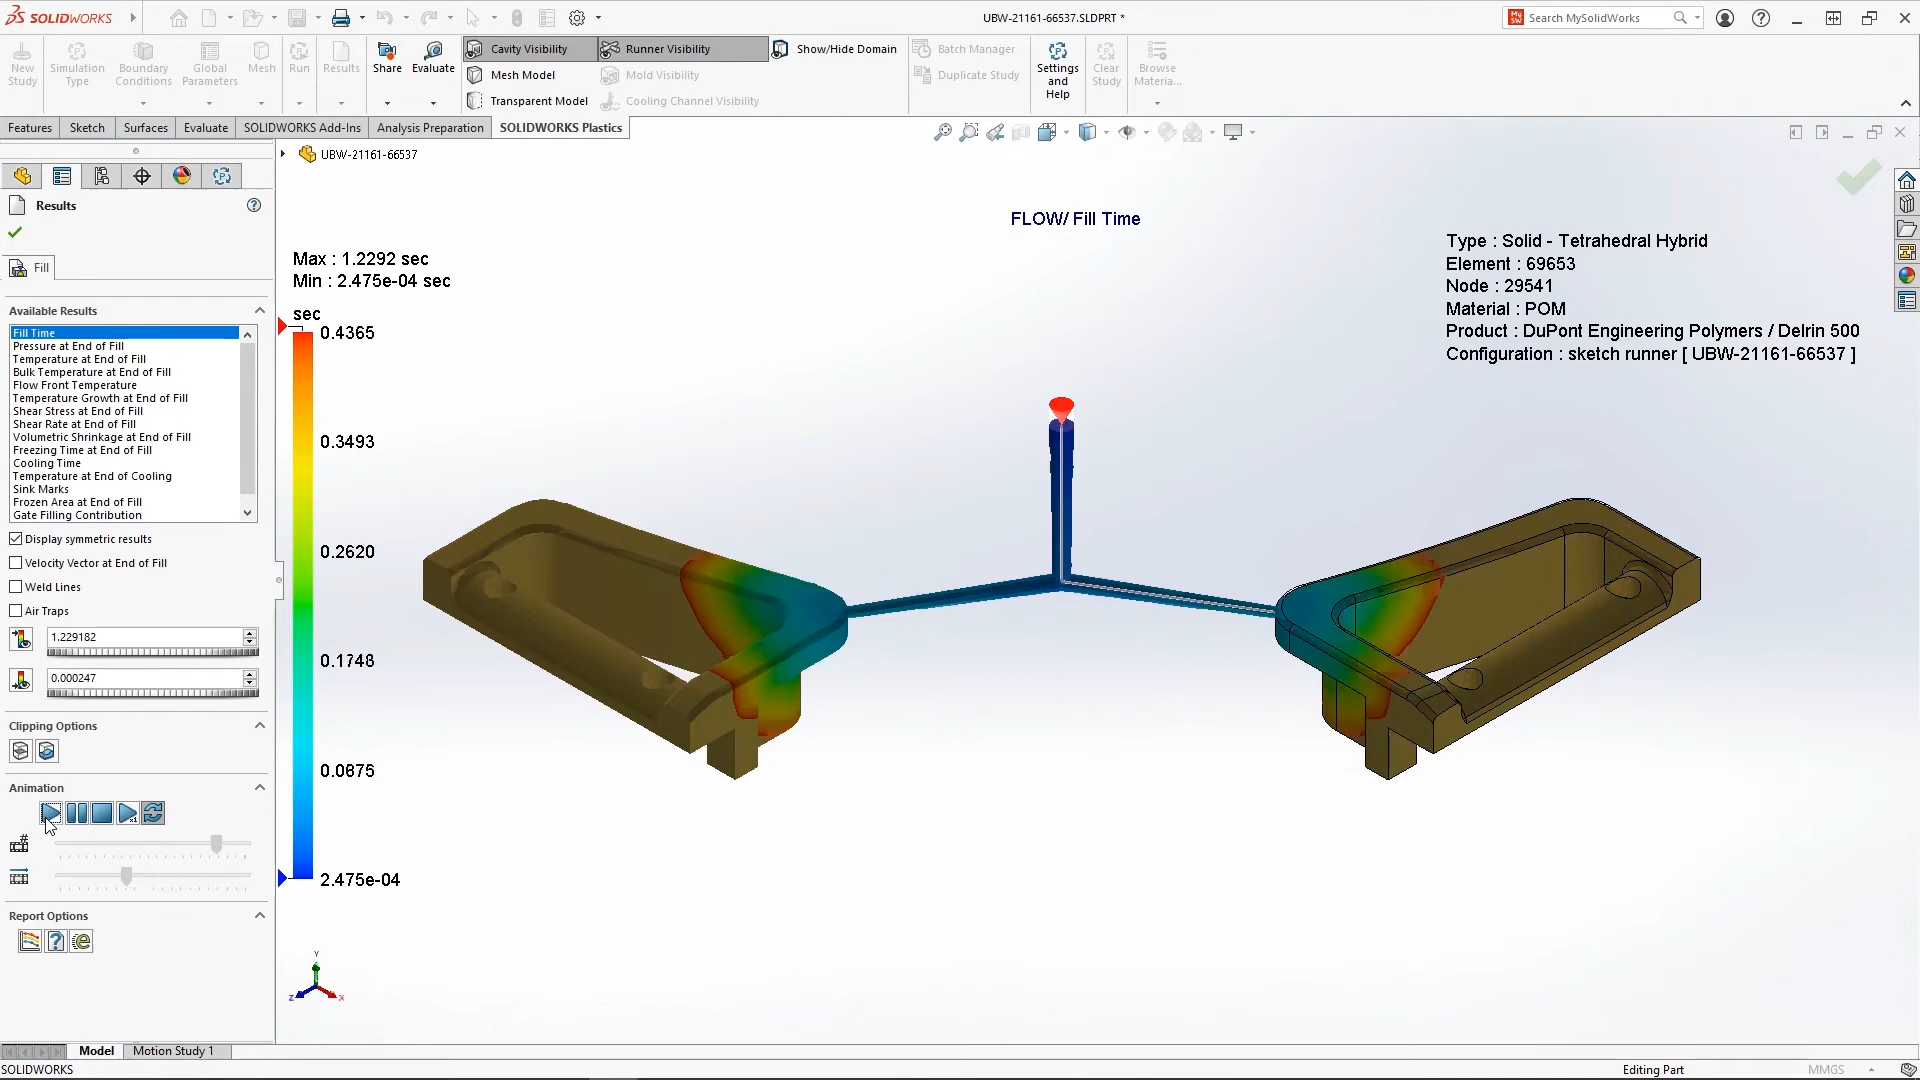 SOLIDWORKS
UBW-21161-66537.SLDPRT *
Search MySolidWorks
New Study
Simulation Type
Boundary Conditions
Global Parameters
Mesh
Run
Results
Share
Evaluate
Cavity Visibility
Runner Visibility
Show/Hide Domain
Mesh Model
Mold Visibility
Transparent Model
Cooling Channel Visibility
Batch Manager
Duplicate Study
Settings and Help
Clear Study
Browse Materia...
Features
Sketch
Surfaces
Evaluate
SOLIDWORKS Add-Ins
Analysis Preparation
SOLIDWORKS Plastics
UBW-21161-66537
Results
Fill
Available Results
Fill Time
Pressure at End of Fill
Temperature at End of Fill
Bulk Temperature at End of Fill
Flow Front Temperature
Temperature Growth at End of Fill
Shear Stress at End of Fill
Shear Rate at End of Fill
Volumetric Shrinkage at End of Fill
Freezing Time at End of Fill
Cooling Time
Temperature at End of Cooling
Sink Marks
Frozen Area at End of Fill
Gate Filling Contribution
Display symmetric results
Velocity Vector at End of Fill
Weld Lines
Air Traps
1.229182
0.000247
Clipping Options
Animation
Report Options
FLOW/ Fill Time
Max : 1.2292 sec
Min : 2.475e-04 sec
sec
0.4365
0.3493
0.2620
0.1748
0.0875
2.475e-04
Type : Solid - Tetrahedral Hybrid
Element : 69653
Node : 29541
Material : POM
Product : DuPont Engineering Polymers / Delrin 500
Configuration : sketch runner [ UBW-21161-66537 ]
Y
Z
X
Model
Motion Study 1
SOLIDWORKS
Editing Part
MMGS